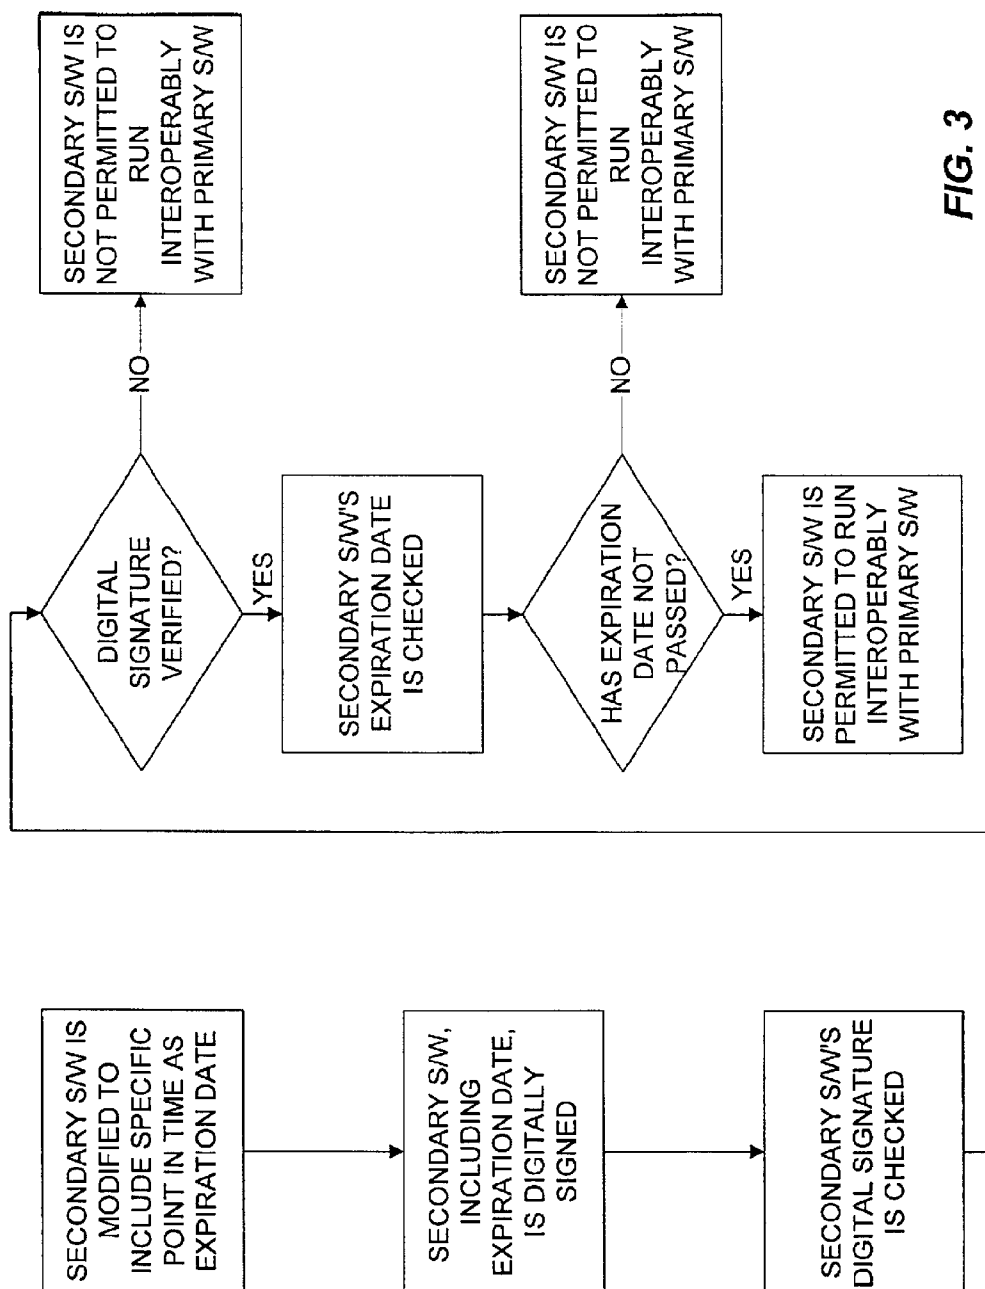 SECONDARY S/W IS
MODIFIED TO
INCLUDE SPECIFIC
POINT IN TIME AS
EXPIRATION DATE
SECONDARY S/W,
INCLUDING
EXPIRATION DATE,
IS DIGITALLY
SIGNED
SECONDARY S/W'S
DIGITAL SIGNATURE
IS CHECKED
DIGITAL
SIGNATURE
VERIFIED?
NO
SECONDARY S/W IS
NOT PERMITTED TO
RUN
INTEROPERABLY
WITH PRIMARY S/W
YES
SECONDARY S/W'S
EXPIRATION DATE
IS CHECKED
HAS EXPIRATION
DATE NOT
PASSED?
NO
SECONDARY S/W IS
NOT PERMITTED TO
RUN
INTEROPERABLY
WITH PRIMARY S/W
YES
SECONDARY S/W IS
PERMITTED TO RUN
INTEROPERABLY
WITH PRIMARY S/W
FIG. 3